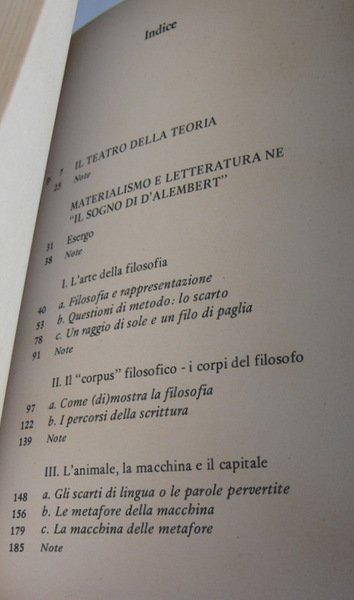 Indice
p. 7 IL TEATRO DELLA TEORIA
25 Note
MATERIALISMO E LETTERATURA NE
"IL SOGNO DI D'ALEMBERT"
31 Esergo
38 Note
I. L'arte della filosofia
40 a. Filosofia e rappresentazione
53 b. Questioni di metodo: lo scarto
78 c. Un raggio di sole e un filo di paglia
91 Note
II. Il "corpus" filosofico - i corpi del filosofo
97 a. Come (di)mostra la filosofia
122 b. I percorsi della scrittura
139 Note
III. L'animale, la macchina e il capitale
148 a. Gli scarti di lingua o le parole pervertite
156 b. Le metafore della macchina
179 c. La macchina delle metafore
185 Note